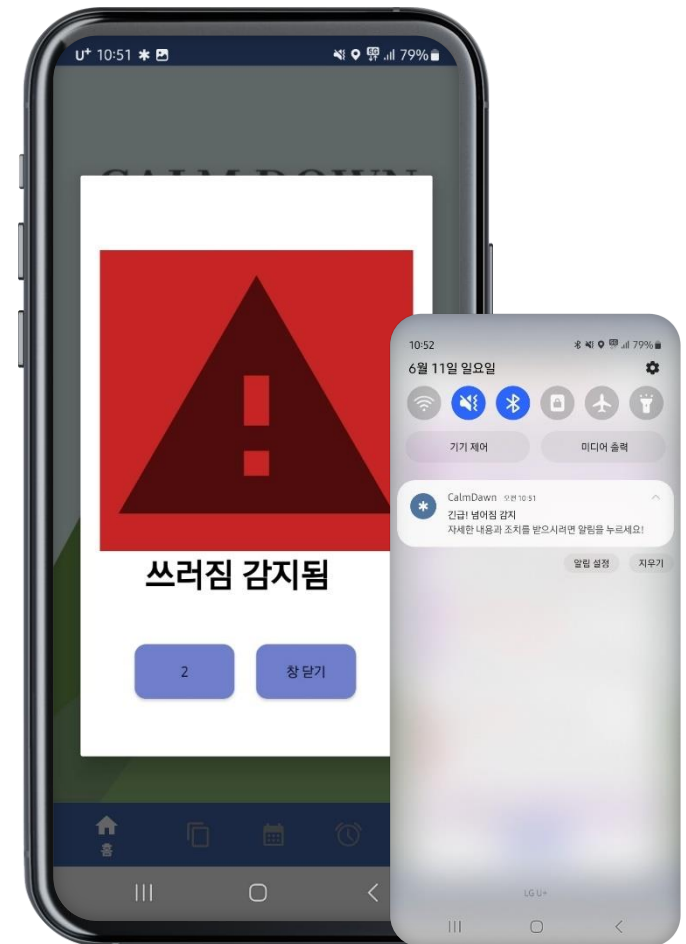 U⁺ 10:51
5G 79%
CALM DOWN
쓰러짐 감지됨
2
창 닫기
홈
10:52
79%
6월 11일 일요일
기기 제어
미디어 출력
CalmDawn 오전 10:51
긴급! 넘어짐 감지
자세한 내용과 조치를 받으시려면 알림을 누르세요!
알림 설정 지우기
LG U+